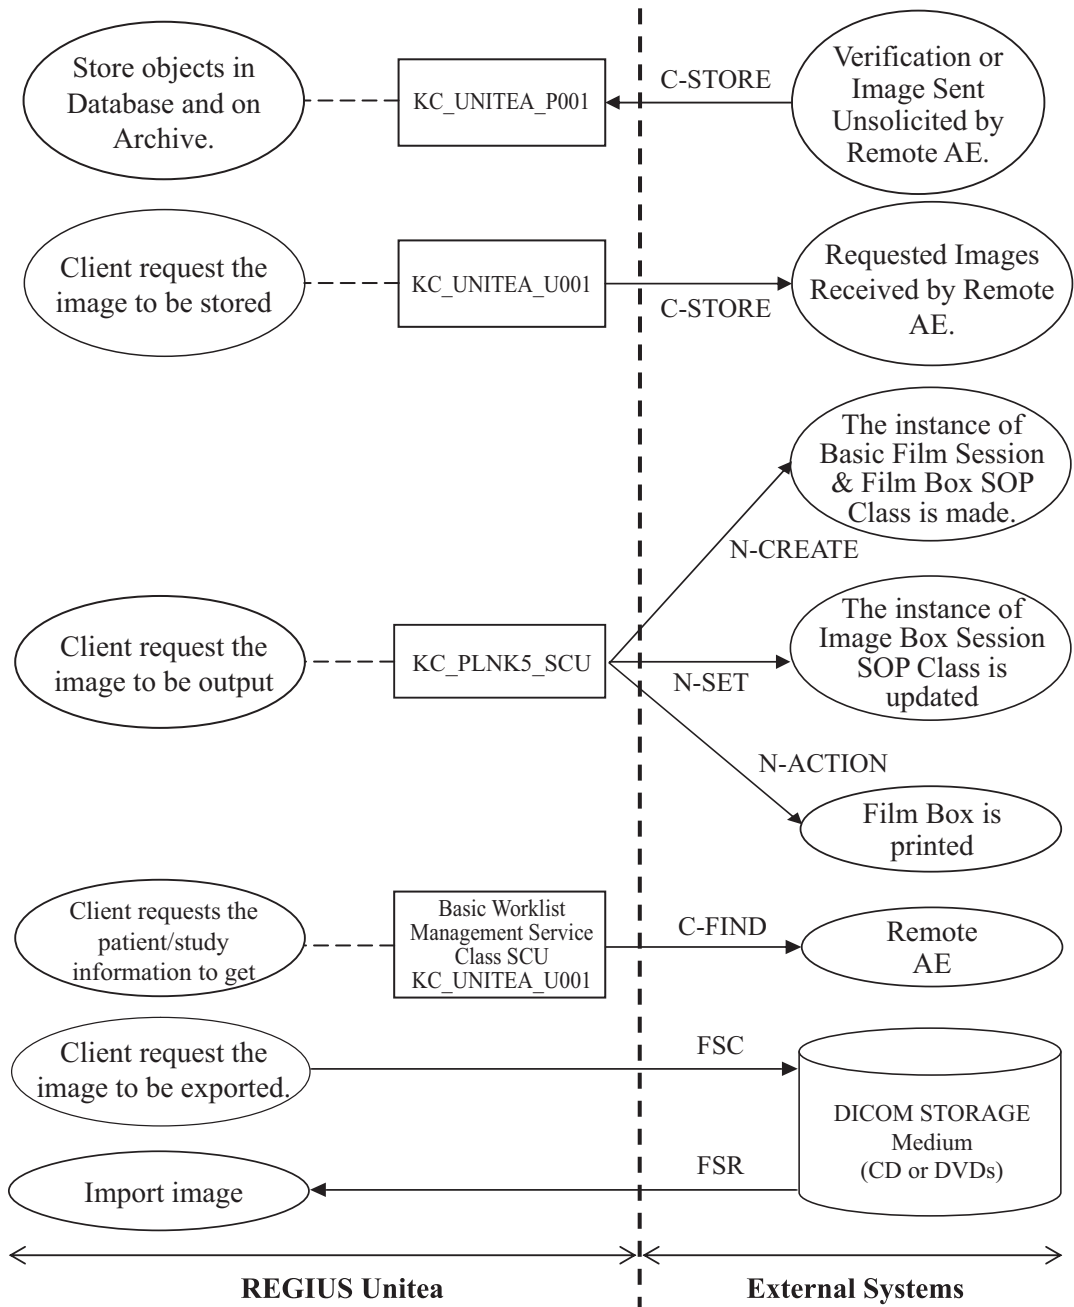 Store objects in
Database and on
Archive.
KC_UNITEA_P001
C-STORE
Verification or
Image Sent
Unsolicited by
Remote AE.
Client request the
image to be stored
KC_UNITEA_U001
C-STORE
Requested Images
Received by Remote
AE.
The instance of
Basic Film Session
& Film Box SOP
Class is made.
N-CREATE
Client request the
image to be output
KC_PLNK5_SCU
N-SET
The instance of
Image Box Session
SOP Class is
updated
N-ACTION
Film Box is
printed
Client requests the
patient/study
information to get
Basic Worklist
Management Service
Class SCU
KC_UNITEA_U001
C-FIND
Remote
AE
Client request the
image to be exported.
FSC
DICOM STORAGE
Medium
(CD or DVDs)
Import image
FSR
REGIUS Unitea
External Systems